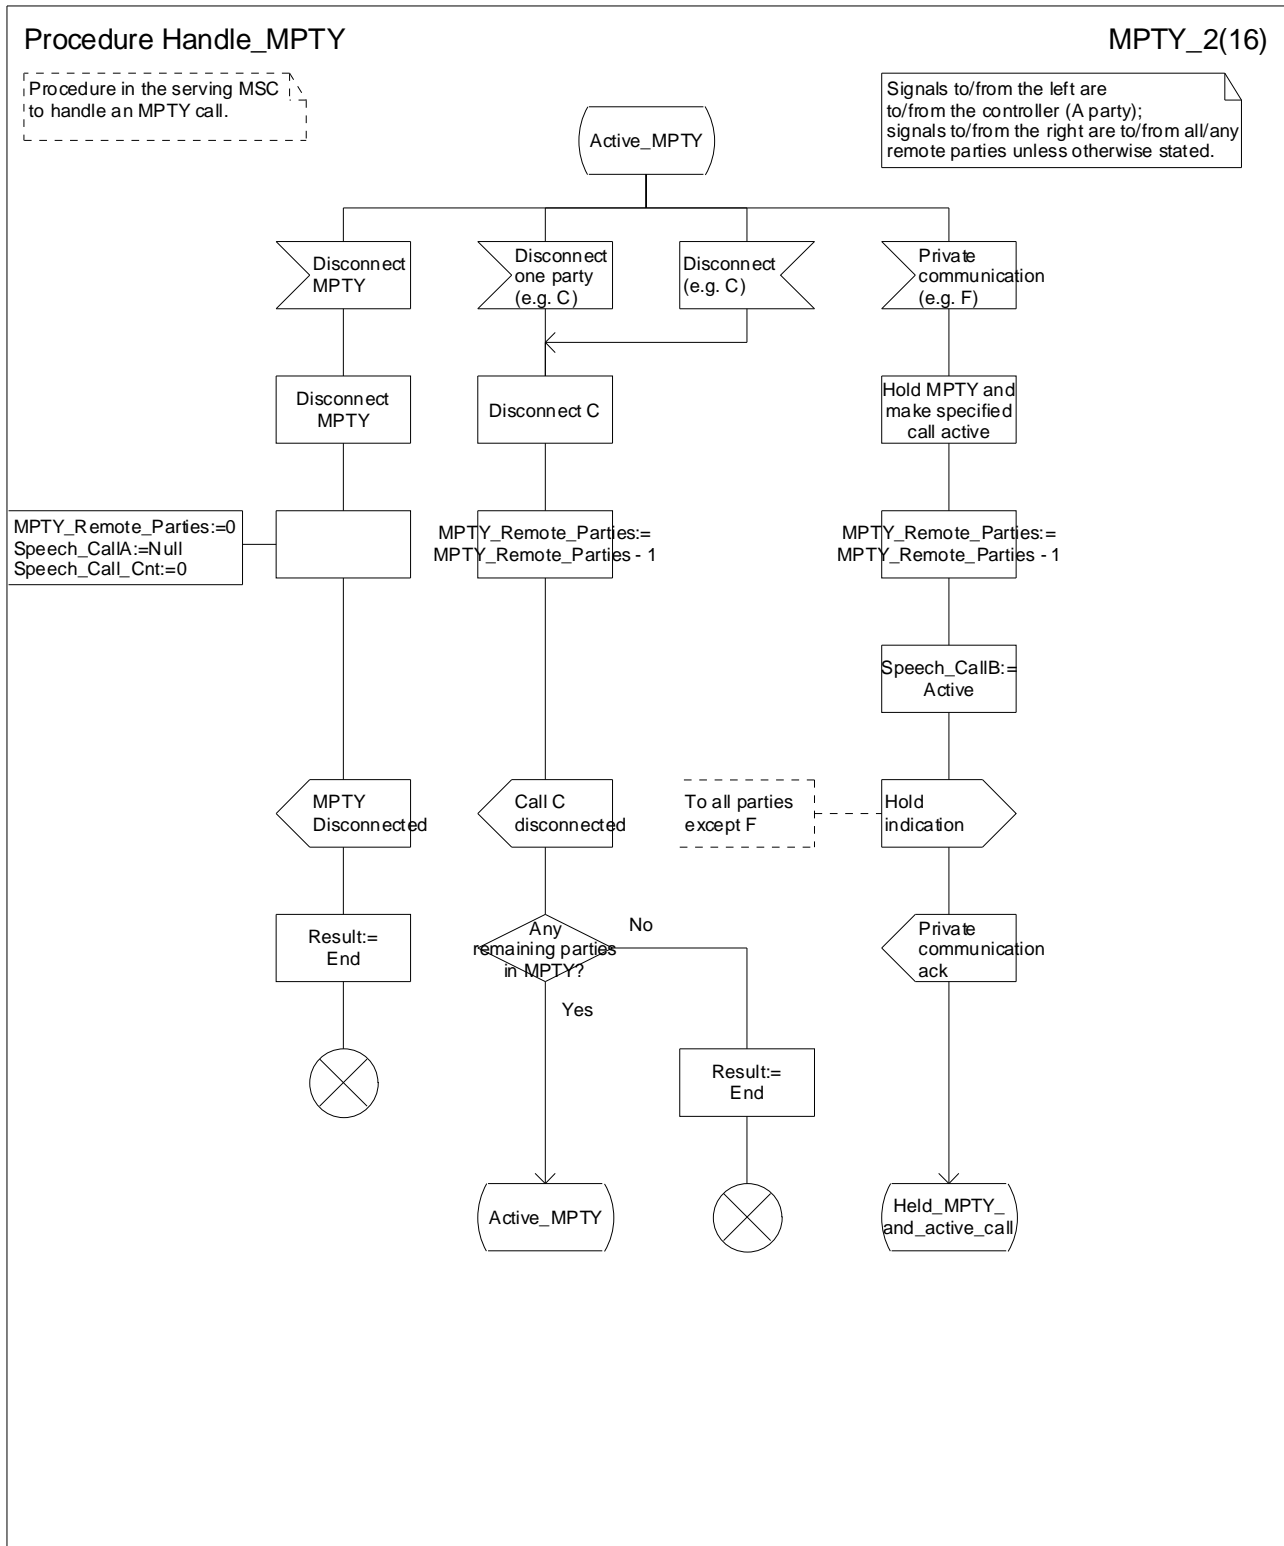 Procedure Handle_MPTY
MPTY_2(16)
Procedure in the serving MSC
to handle an MPTY call.
Signals to/from the left are
to/from the controller (A party);
signals to/from the right are to/from all/any
remote parties unless otherwise stated.
Active_MPTY
Disconnect
MPTY
Disconnect
one party
(e.g. C)
Disconnect
(e.g. C)
Private
communication
(e.g. F)
Disconnect
MPTY
Disconnect C
Hold MPTY and
make specified
call active
MPTY_Remote_Parties:=0
Speech_CallA:=Null
Speech_Call_Cnt:=0
MPTY_Remote_Parties:=
MPTY_Remote_Parties - 1
MPTY_Remote_Parties:=
MPTY_Remote_Parties - 1
Speech_CallB:=
Active
MPTY
Disconnected
Call C
disconnected
To all parties
except F
Hold
indication
Result:=
End
Any
remaining parties
in MPTY?
No
Yes
Private
communication
ack
Result:=
End
Active_MPTY
Held_MPTY_
and_active_call